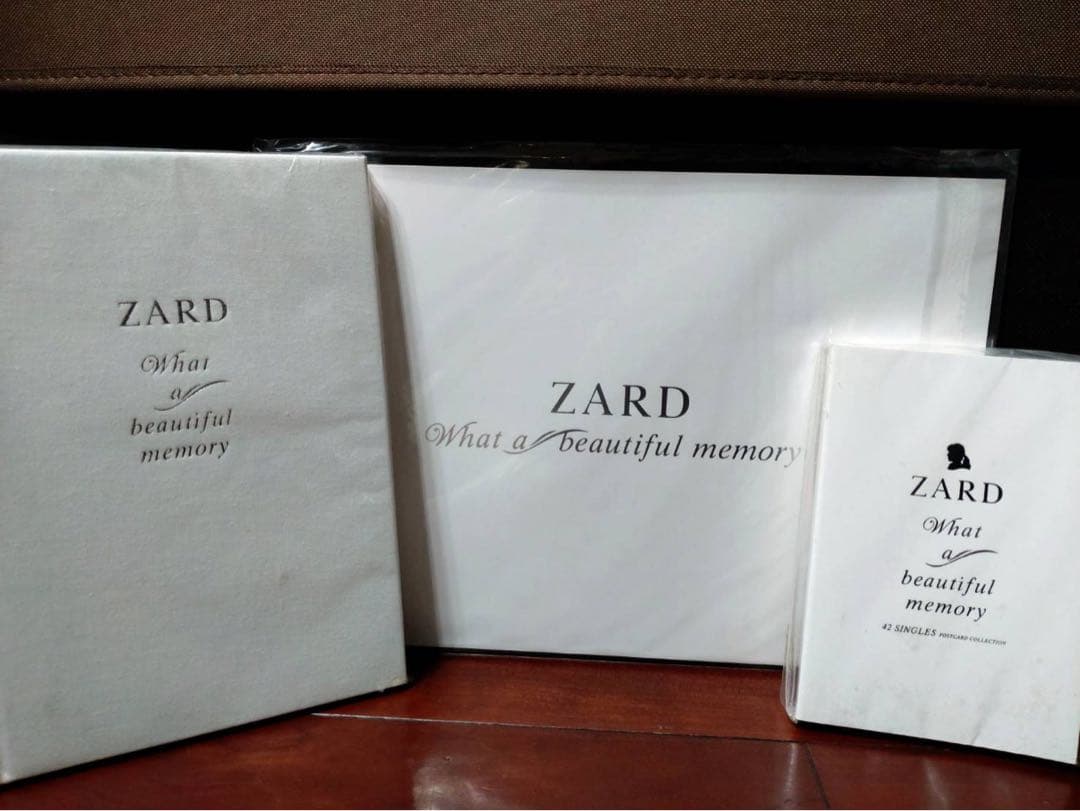 ZARD
What
a
beautiful
memory
ZARD
What a beautiful memory
ZARD
What
a
beautiful
memory
42 SINGLES POSTCARD COLLECTION